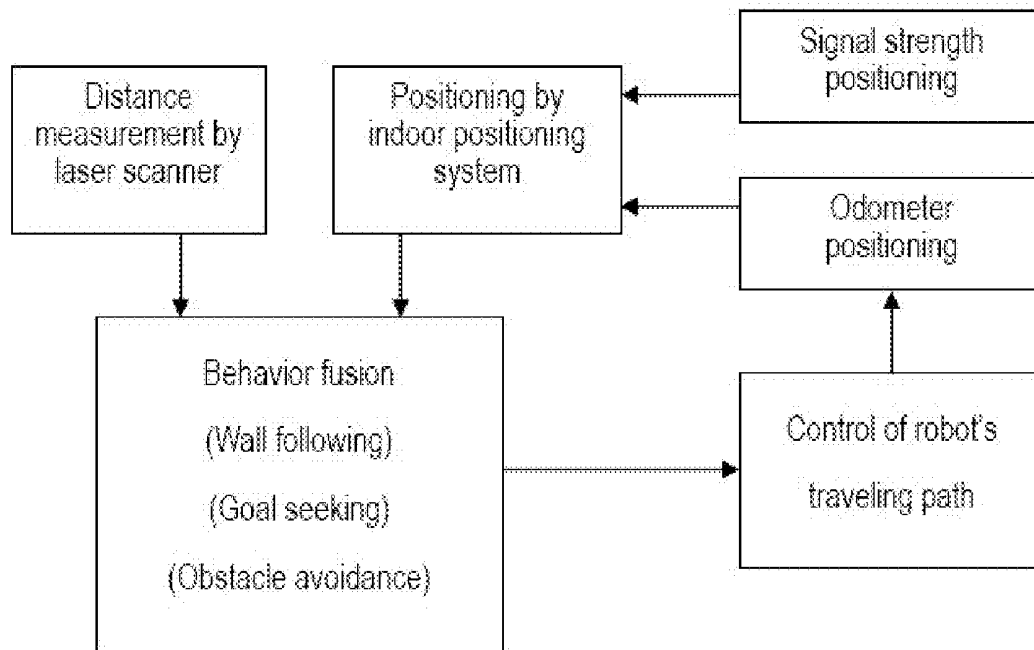 Distance
measurement by
laser scanner
Positioning by
indoor positioning
system
Signal strength
positioning
Odometer
positioning
Behavior fusion
(Wall following)
(Goal seeking)
(Obstacle avoidance)
Control of robot's
traveling path